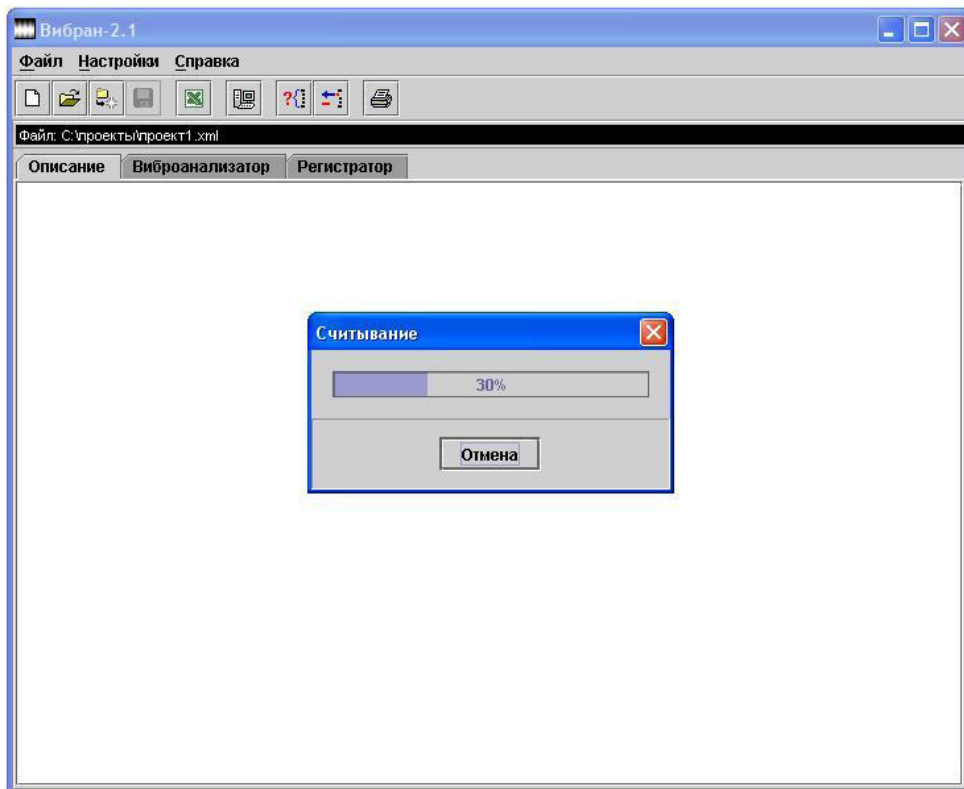 Вибран-2.1
Файл Настройки Справка
Файл: C:\проекты\проект1.xml
Описание Виброанализатор Регистратор
Считывание
30%
Отмена